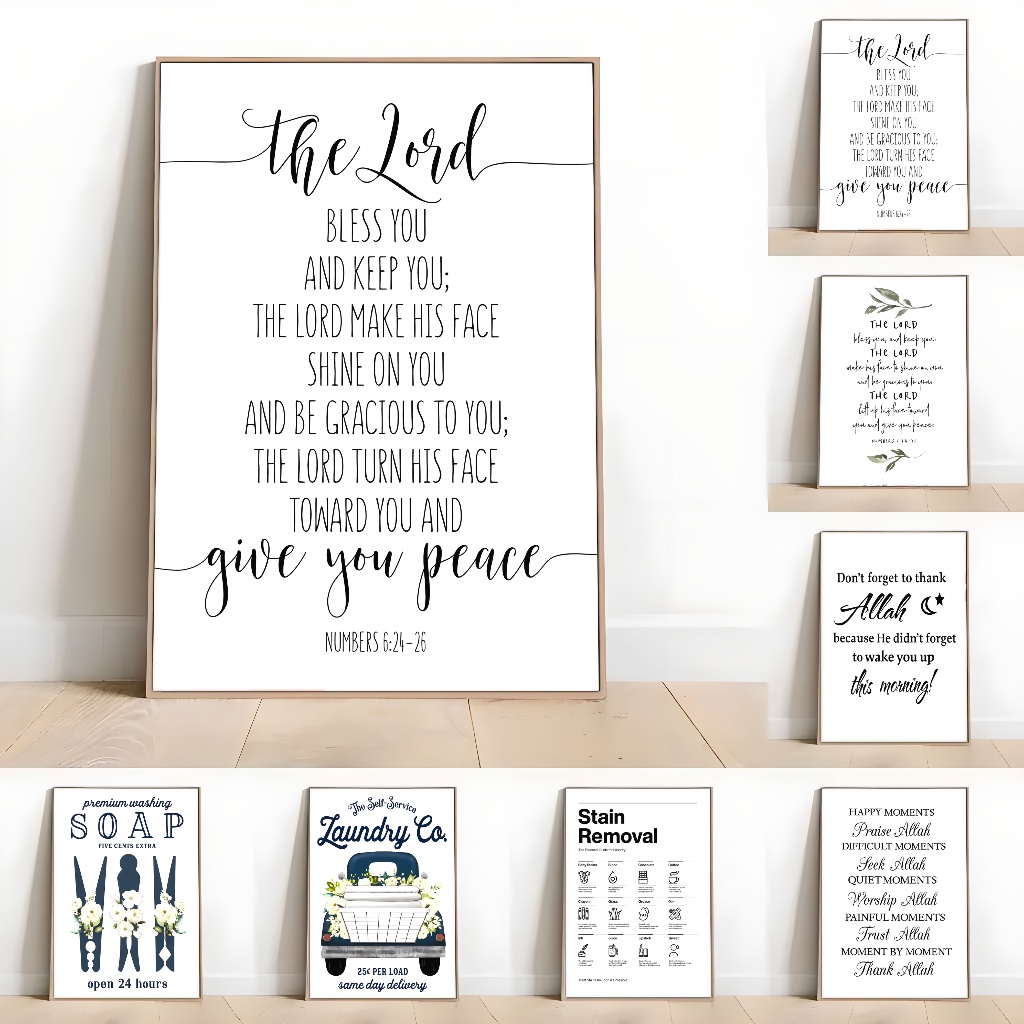 the Lord
BLESS YOU
AND KEEP YOU;
THE LORD MAKE HIS FACE
SHINE ON YOU
AND BE GRACIOUS TO YOU;
THE LORD TURN HIS FACE
TOWARD YOU AND
give you peace
NUMBERS 6:24-26
the Lord
BLESS YOU
AND KEEP YOU;
THE LORD MAKE HIS FACE
SHINE ON YOU
AND BE GRACIOUS TO YOU;
THE LORD TURN HIS FACE
TOWARD YOU AND
give you peace
NUMBERS 6:24-26
THE LORD
bless you, and keep you.
THE LORD
make his face to shine on you
and be gracious to you.
THE LORD
lift up his face toward
you and give you peace.
Don't forget to thank
Allah
because He didn't forget
to wake you up
this morning!
premium washing
SOAP
FIVE CENTS EXTRA
open 24 hours
The Self-Service
Laundry Co.
25¢ PER LOAD
same day delivery
Stain
Removal
HAPPY MOMENTS
Praise Allah
DIFFICULT MOMENTS
Seek Allah
QUIET MOMENTS
Worship Allah
PAINFUL MOMENTS
Trust Allah
MOMENT BY MOMENT
Thank Allah